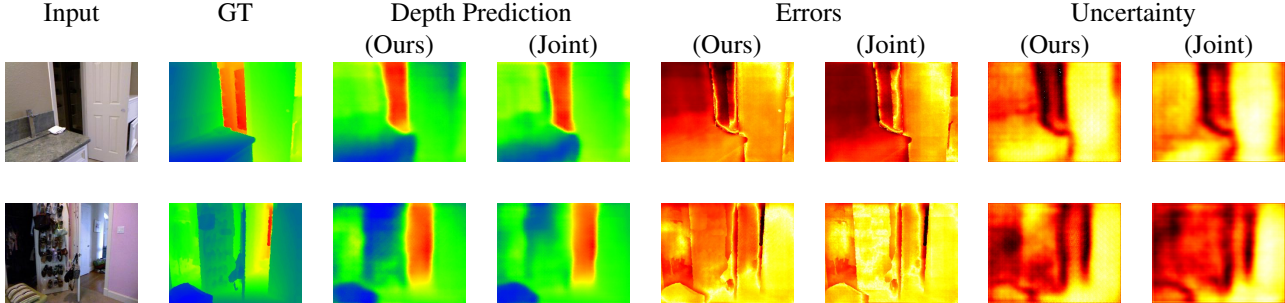 Input GT Depth Prediction Errors Uncertainty
(Ours) (Joint) (Ours) (Joint) (Ours) (Joint)